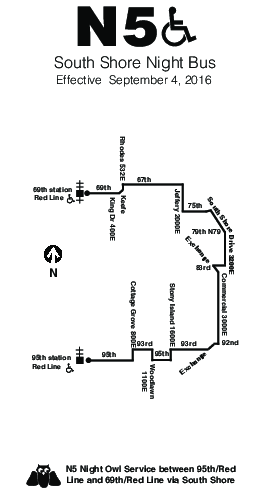 N5
South Shore Night Bus
Effective September 4, 2016
Rhodes 532E
67th
69th station
Red Line
69th
Keefe
King Dr 400E
Jeffery 2000E
75th
South Shore Drive
79th N79
Exchange
83rd
Commercial 3000E
N
Cottage Grove 800E
Stony Island 1600E
95th station
Red Line
95th
93rd
95th
Woodlawn
1100E
93rd
Exchange
92nd
N5 Night Owl Service between 95th/Red
Line and 69th/Red Line via South Shore